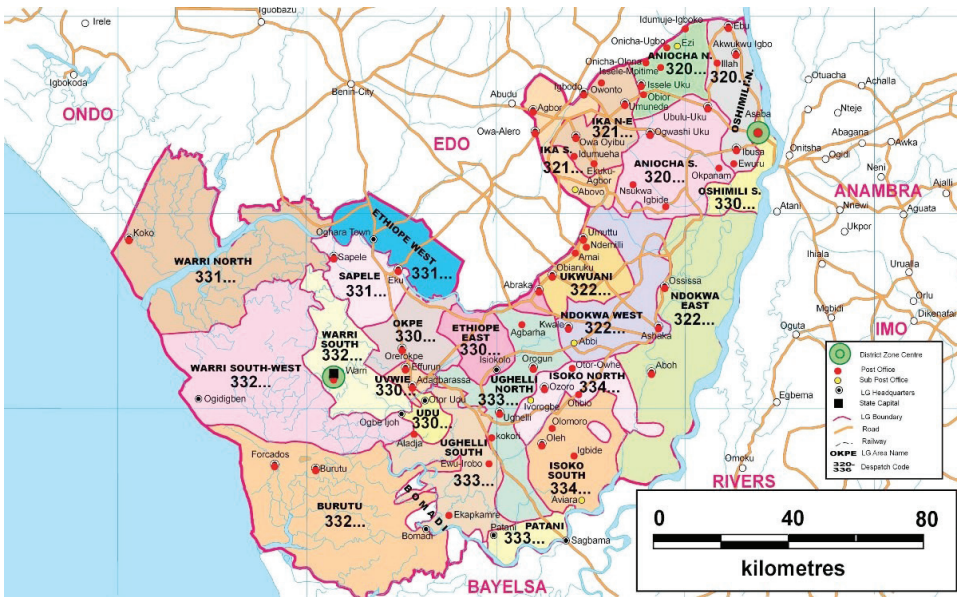 Irele
Iguobazu
Igbokoda
Benin-City
ONDO
EDO
Abudu
Owa-Alero
Idumuje-Igboke
Ebu
Onicha-Ugbo
Ezi
Akwukwu Igbo
ANIOCHA N.
320...
Illah
320...
OSHIMILI N.
Onicha-Olona
Issele-Mpitime
Igbodo
Owonto
Issele Uku
Obior
Umunede
Agbor
IKA N-E
321...
Ubulu-Uku
Asaba
Owa Oyibu
Ogwashi Uku
IKA S.
321...
Idumueha
Ekuku-
Agbor
Abovo
ANIOCHA S.
320...
Ibusa
Ewuru
Okpanam
OSHIMILI S.
330...
Nsukwa
Igbide
Otuacha
Achalla
Nteje
Abagana
Awka
Onitsha
Ogidi
Neni
ANAMBRA
Ajalli
Nnewi
Aguata
Atani
Ukpor
Ihiala
Urualla
Orlu
Mgbidi
Dikenafai
Oguta
IMO
Egbema
Omoku
RIVERS
Koko
WARRI NORTH
331...
Oghara Town
ETHIOPE WEST
331...
Sapele
SAPELE
331...
Eku
Umuttu
Ndemilli
Amai
Obiaruku
UKWUANI
322...
Abraka
Ossissa
NDOKWA
EAST
322...
NDOKWA WEST
322...
Kwale
Abbi
Ashaka
Aboh
OKPE
330...
Orerokpe
ETHIOPE
EAST
330...
Agbarha
Isiokolo
WARRI
SOUTH
332...
Warri
WARRI SOUTH-WEST
332...
Ogidigben
Effurun
UVWIE
330...
Adagbarassa
Otor Udu
UDU
330...
Ogbe Ijoh
Aladja
Orogun
UGHELLI
NORTH
333...
Ughelli
kokori
Otor-Owhe
ISOKO NORTH
334...
Ozoro
Ivorogbe
Otibio
Olomoro
Oleh
Igbide
ISOKO
SOUTH
334...
Aviara
UGHELLI
SOUTH
Ewu-Irobo
333...
Ekapkamre
Forcados
Burutu
BURUTU
332...
BOMADI
Bomadi
Patani
PATANI
333...
Sagbama
BAYELSA
District Zone Centre
Post Office
Sub Post Office
LG Headquarters
State Capital
LG Boundary
Road
Railway
OKPE LG Area Name
320-
336 Despatch Code
0 40 80
kilometres